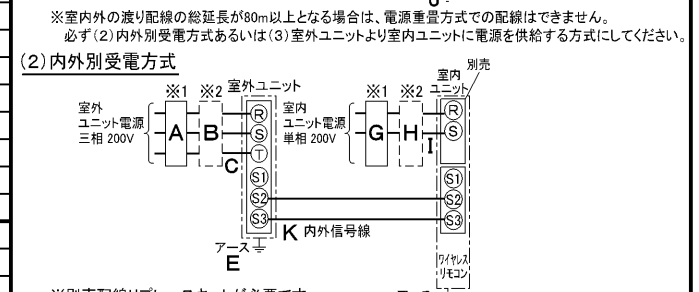 ※室内外の渡り配線の総延長が80m以上となる場合は、電源重畳方式での配線はできません。
必ず(2)内外別受電方式あるいは(3)室外ユニットより室内ユニットに電源を供給する方式にしてください。
(2)内外別受電方式
※1 ※2 室外ユニット
室外
ユニット電源
三相 200V
A
B
C
R
S
T
S1
S2
S3
アース
E
K 内外信号線
※1 ※2
室内
ユニット
別売
室内
ユニット電源
単相 200V
G
H
I
R
S
S1
S2
S3
ワイヤレス
リモコン